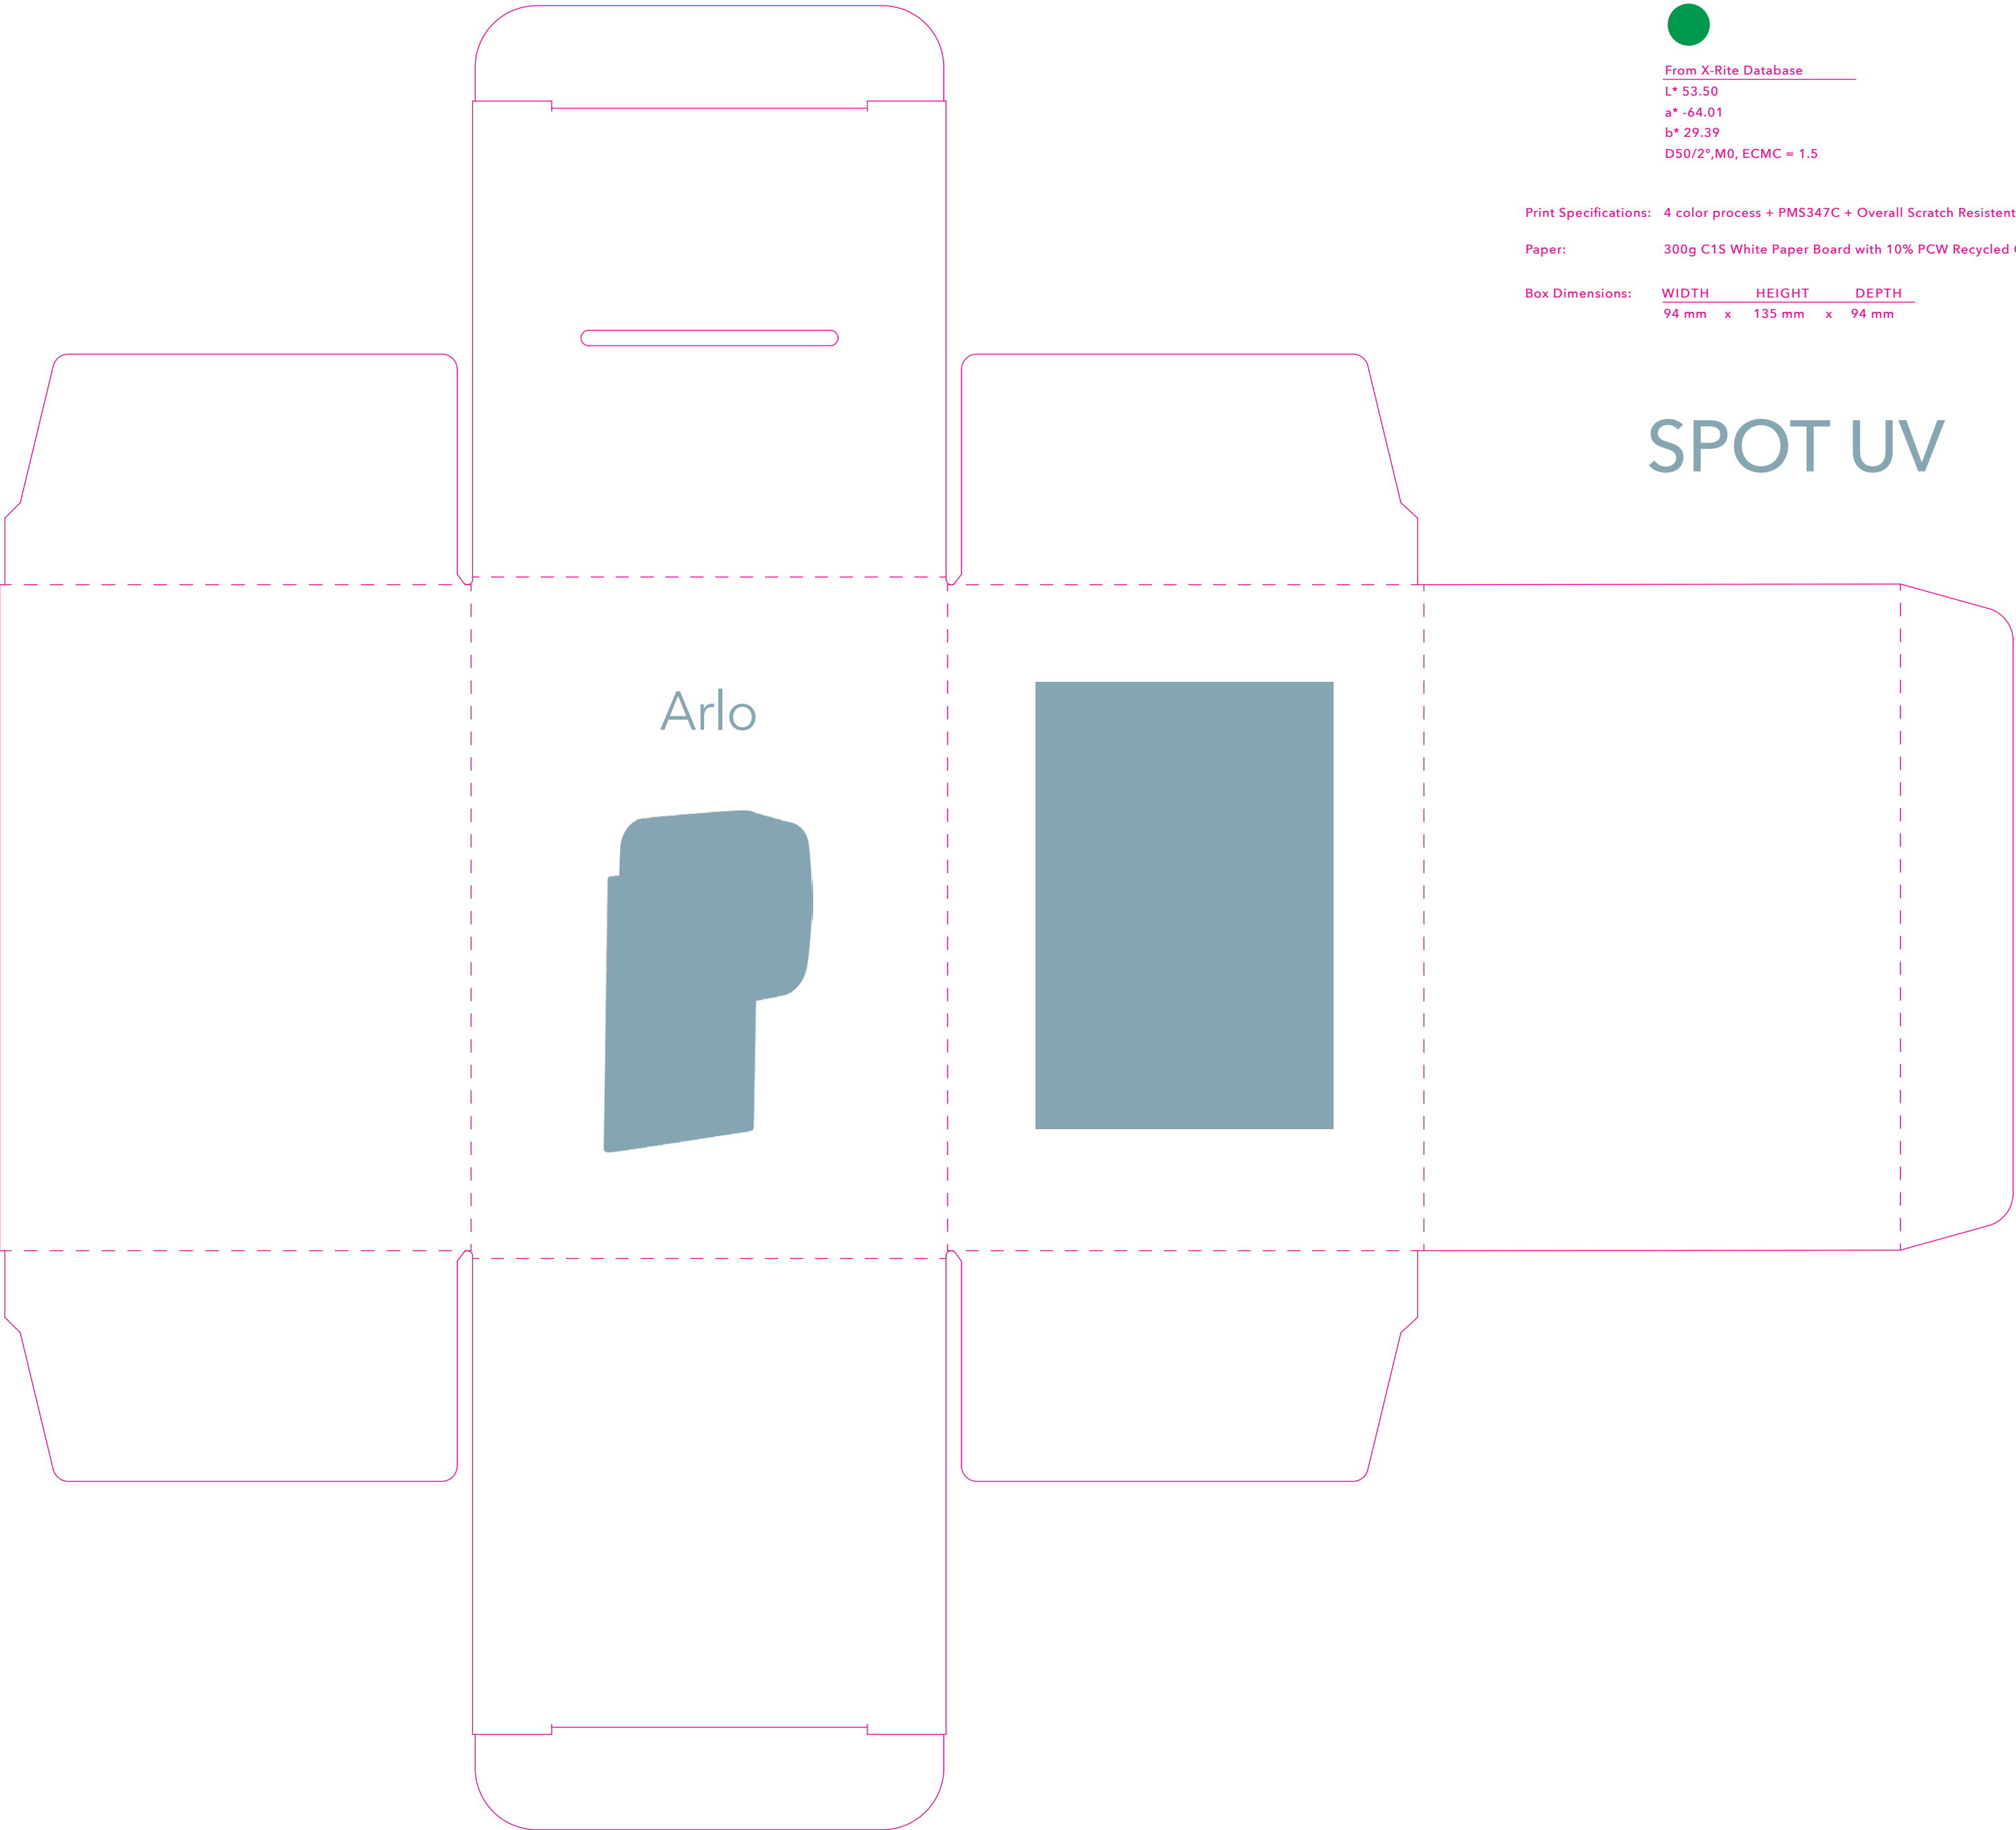 From X-Rite Database
L* 53.50
a* -64.01
b* 29.39
D50/2°,M0, ECMC = 1.5
Print Specifications: 4 color process + PMS347C + Overall Scratch Resistent
Paper: 300g C1S White Paper Board with 10% PCW Recycled
Box Dimensions: WIDTH HEIGHT DEPTH
94 mm x 135 mm x 94 mm
SPOT UV
Arlo